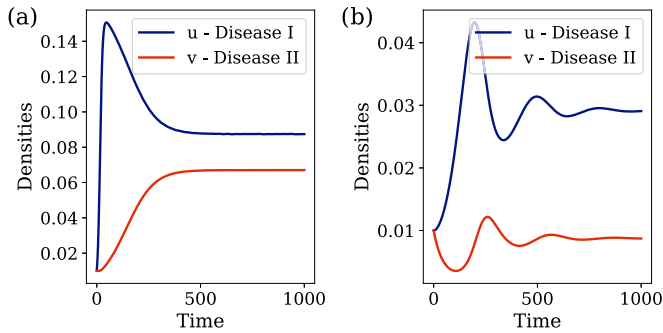 (a)
u - Disease I
v - Disease II
Densities
0.14
0.12
0.10
0.08
0.06
0.04
0.02
0
500
1000
Time
(b)
u - Disease I
v - Disease II
Densities
0.04
0.03
0.02
0.01
0
500
1000
Time